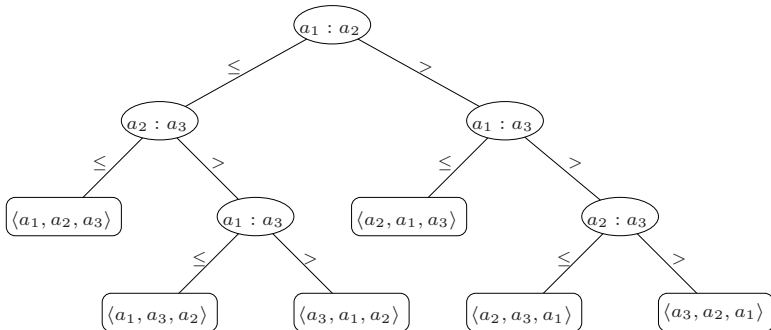 a₁ : a₂
≤ >
a₂ : a₃ a₁ : a₃
≤ > ≤ >
⟨a₁, a₂, a₃⟩ a₁ : a₃ ⟨a₂, a₁, a₃⟩ a₂ : a₃
≤ > ≤ >
⟨a₁, a₃, a₂⟩ ⟨a₃, a₁, a₂⟩ ⟨a₂, a₃, a₁⟩ ⟨a₃, a₂, a₁⟩